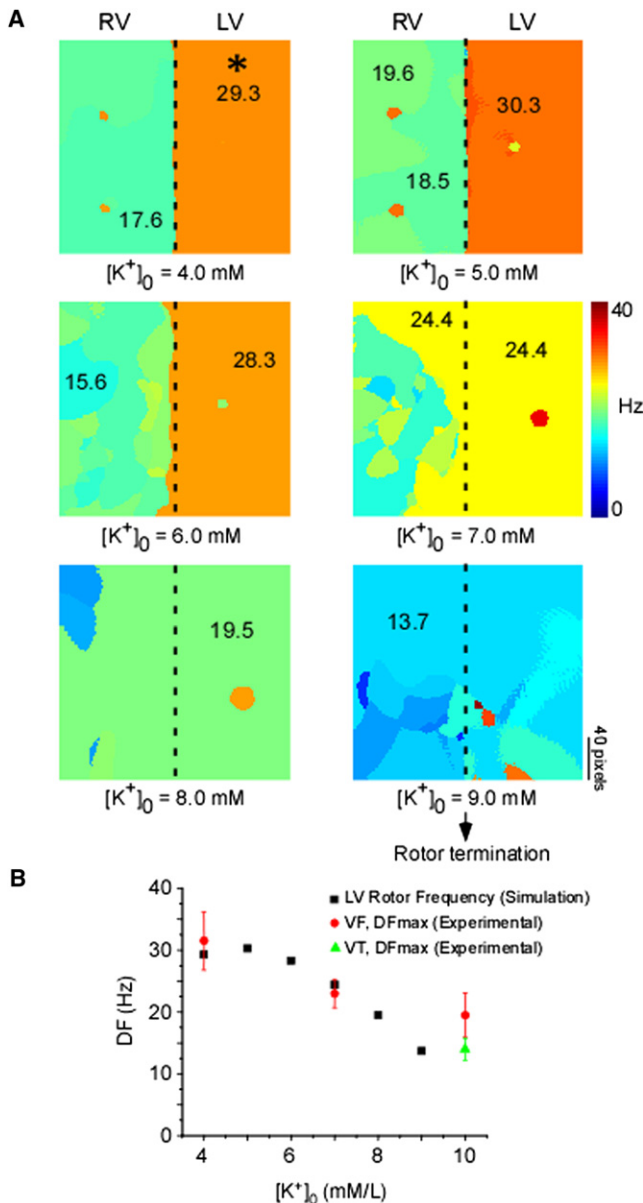 A
RV LV RV LV
*
29.3
17.6
19.6
30.3
18.5
[K+]0 = 4.0 mM [K+]0 = 5.0 mM
15.6
28.3
24.4
24.4
40
Hz
0
[K+]0 = 6.0 mM [K+]0 = 7.0 mM
19.5
13.7
40 pixels
[K+]0 = 8.0 mM [K+]0 = 9.0 mM
Rotor termination
B
LV Rotor Frequency (Simulation)
VF, DFmax (Experimental)
VT, DFmax (Experimental)
DF (Hz)
40
30
20
10
0
4 6 8 10
[K+]0 (mM/L)